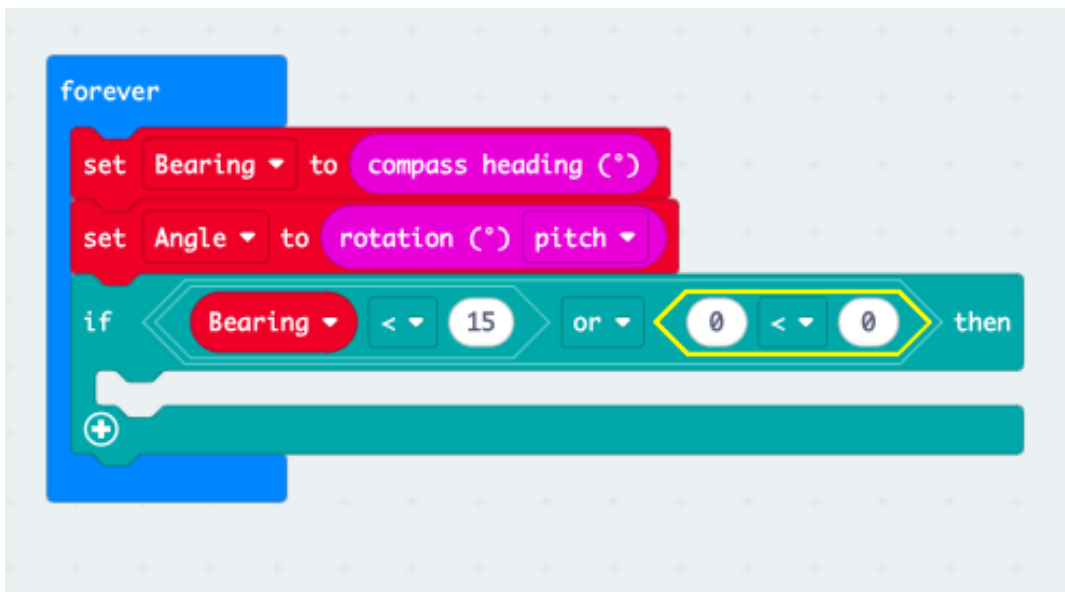 forever
set Bearing to compass heading (°)
set Angle to rotation (°) pitch
if Bearing < 15 or 0 < 0 then